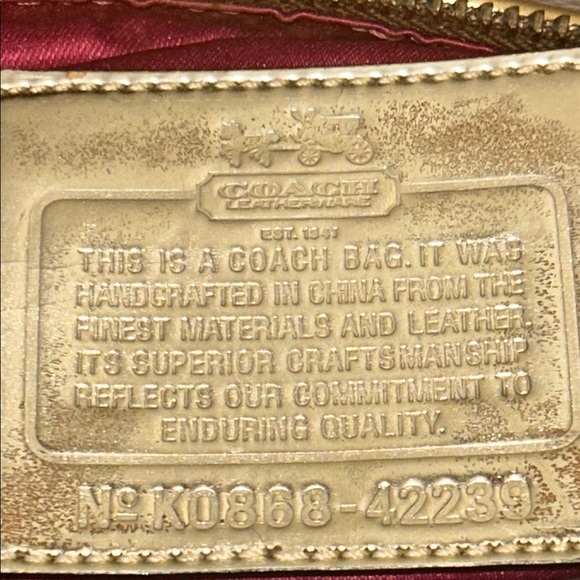 COACH
LEATHERWARE
EST. 1941
THIS IS A COACH BAG. IT WAS
HANDCRAFTED IN CHINA FROM THE
FINEST MATERIALS AND LEATHER.
ITS SUPERIOR CRAFTSMANSHIP
REFLECTS OUR COMMITMENT TO
ENDURING QUALITY.
Nº K0868-42239